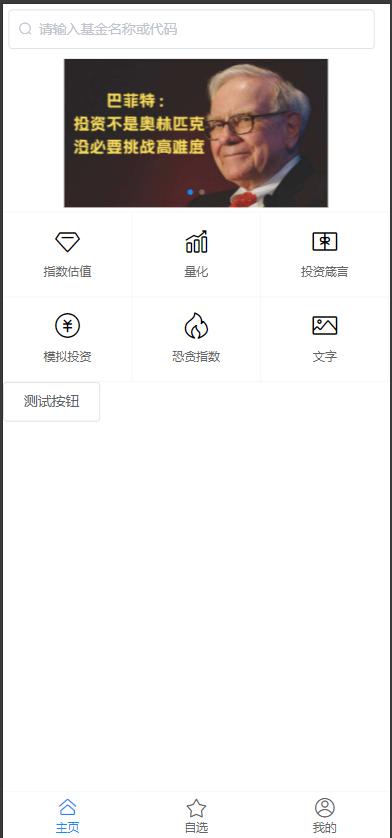 请输入基金名称或代码
巴菲特：
投资不是奥林匹克
没必要挑战高难度
指数估值
量化
投资箴言
模拟投资
恐贪指数
文字
测试按钮
主页
自选
我的